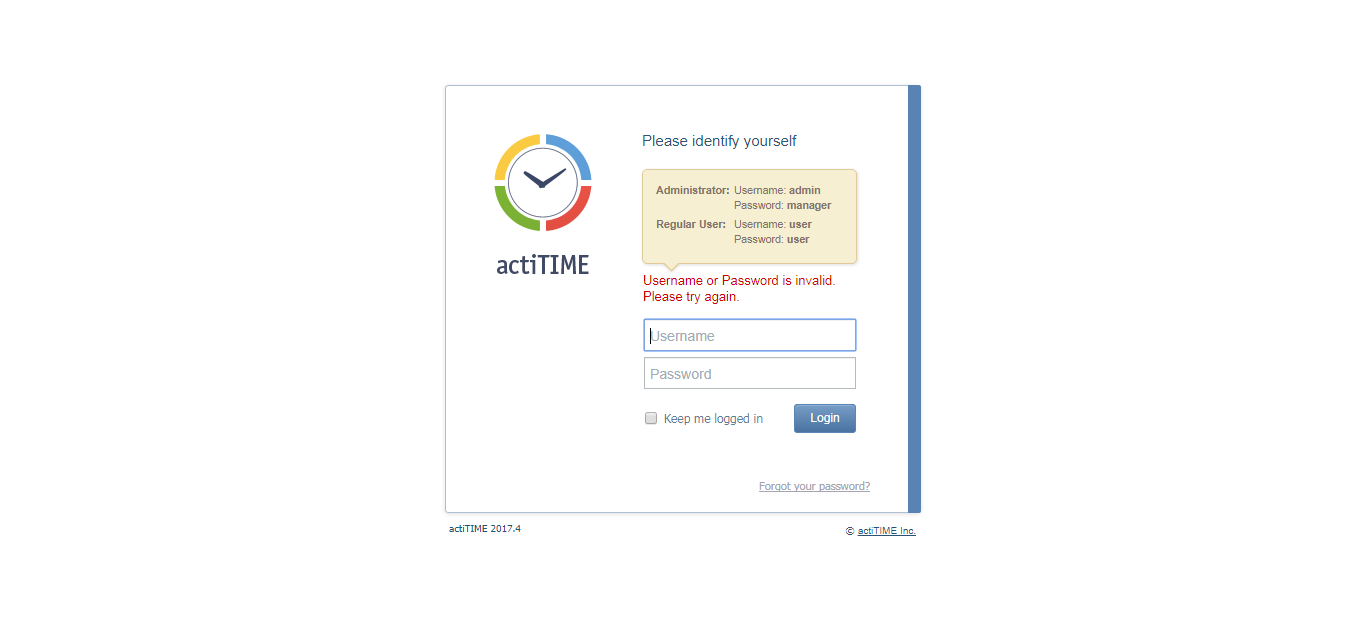 actiTIME
Please identify yourself
Administrator: Username: admin
Password: manager
Regular User: Username: user
Password: user
Username or Password is invalid.
Please try again.
Username
Password
Keep me logged in Login
Forgot your password?
actiTIME 2017.4 © actiTIME Inc.